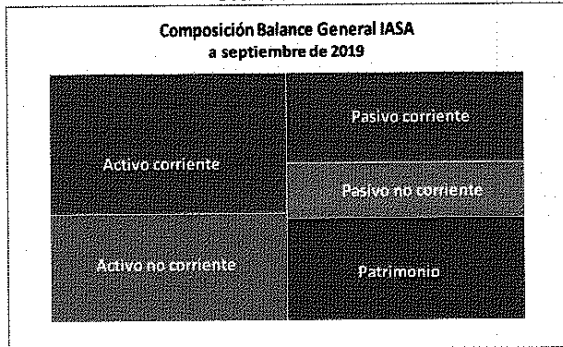 Composición Balance General IASA
a septiembre de 2019
Pasivo corriente
Activo corriente
Pasivo no corriente
Activo no corriente
Patrimonio